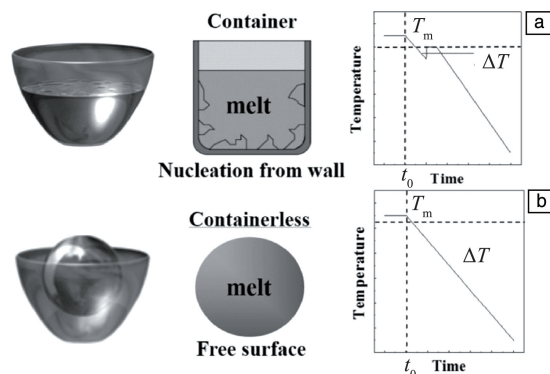 Container
melt
Nucleation from wall
Temperature
Tm
ΔT
t0
Time
a
Containerless
melt
Free surface
Temperature
Tm
ΔT
t0
Time
b